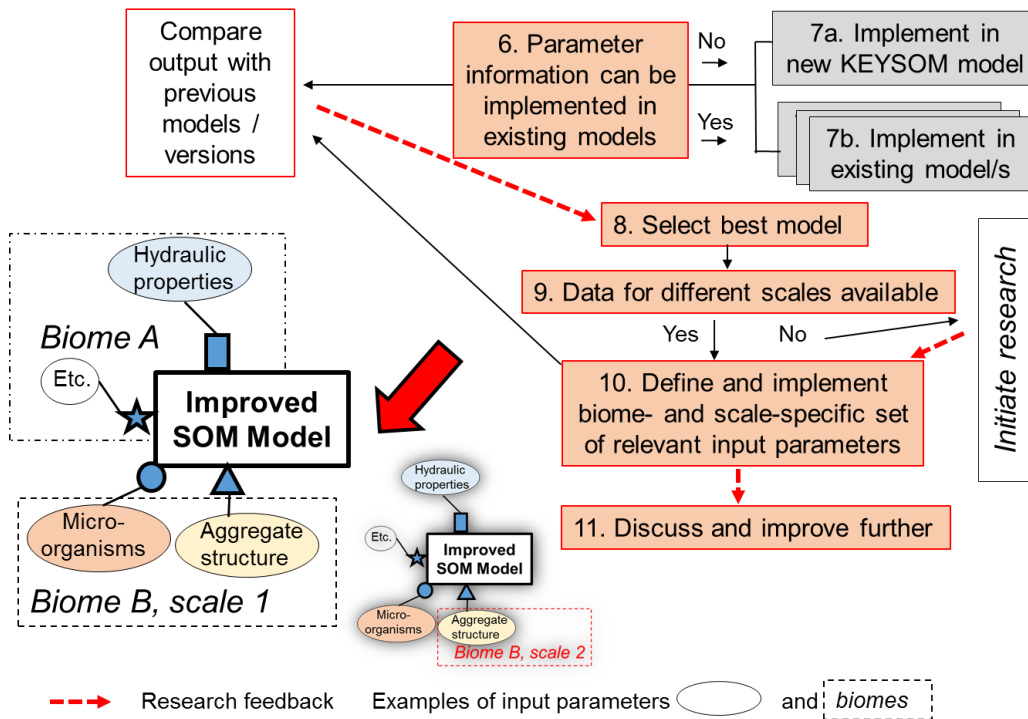 Compare
output with
previous
models /
versions
6. Parameter
information can be
implemented in
existing models
No
Yes
7a. Implement in
new KEYSOM model
7b. Implement in
existing model/s
8. Select best model
9. Data for different scales available
Yes
No
Initiate research
10. Define and implement
biome- and scale-specific set
of relevant input parameters
11. Discuss and improve further
Hydraulic
properties
Biome A
Etc.
Improved
SOM Model
Micro-
organisms
Aggregate
structure
Biome B, scale 1
Hydraulic
properties
Etc.
Improved
SOM Model
Micro-
organisms
Aggregate
structure
Biome B, scale 2
Research feedback
Examples of input parameters
and
biomes